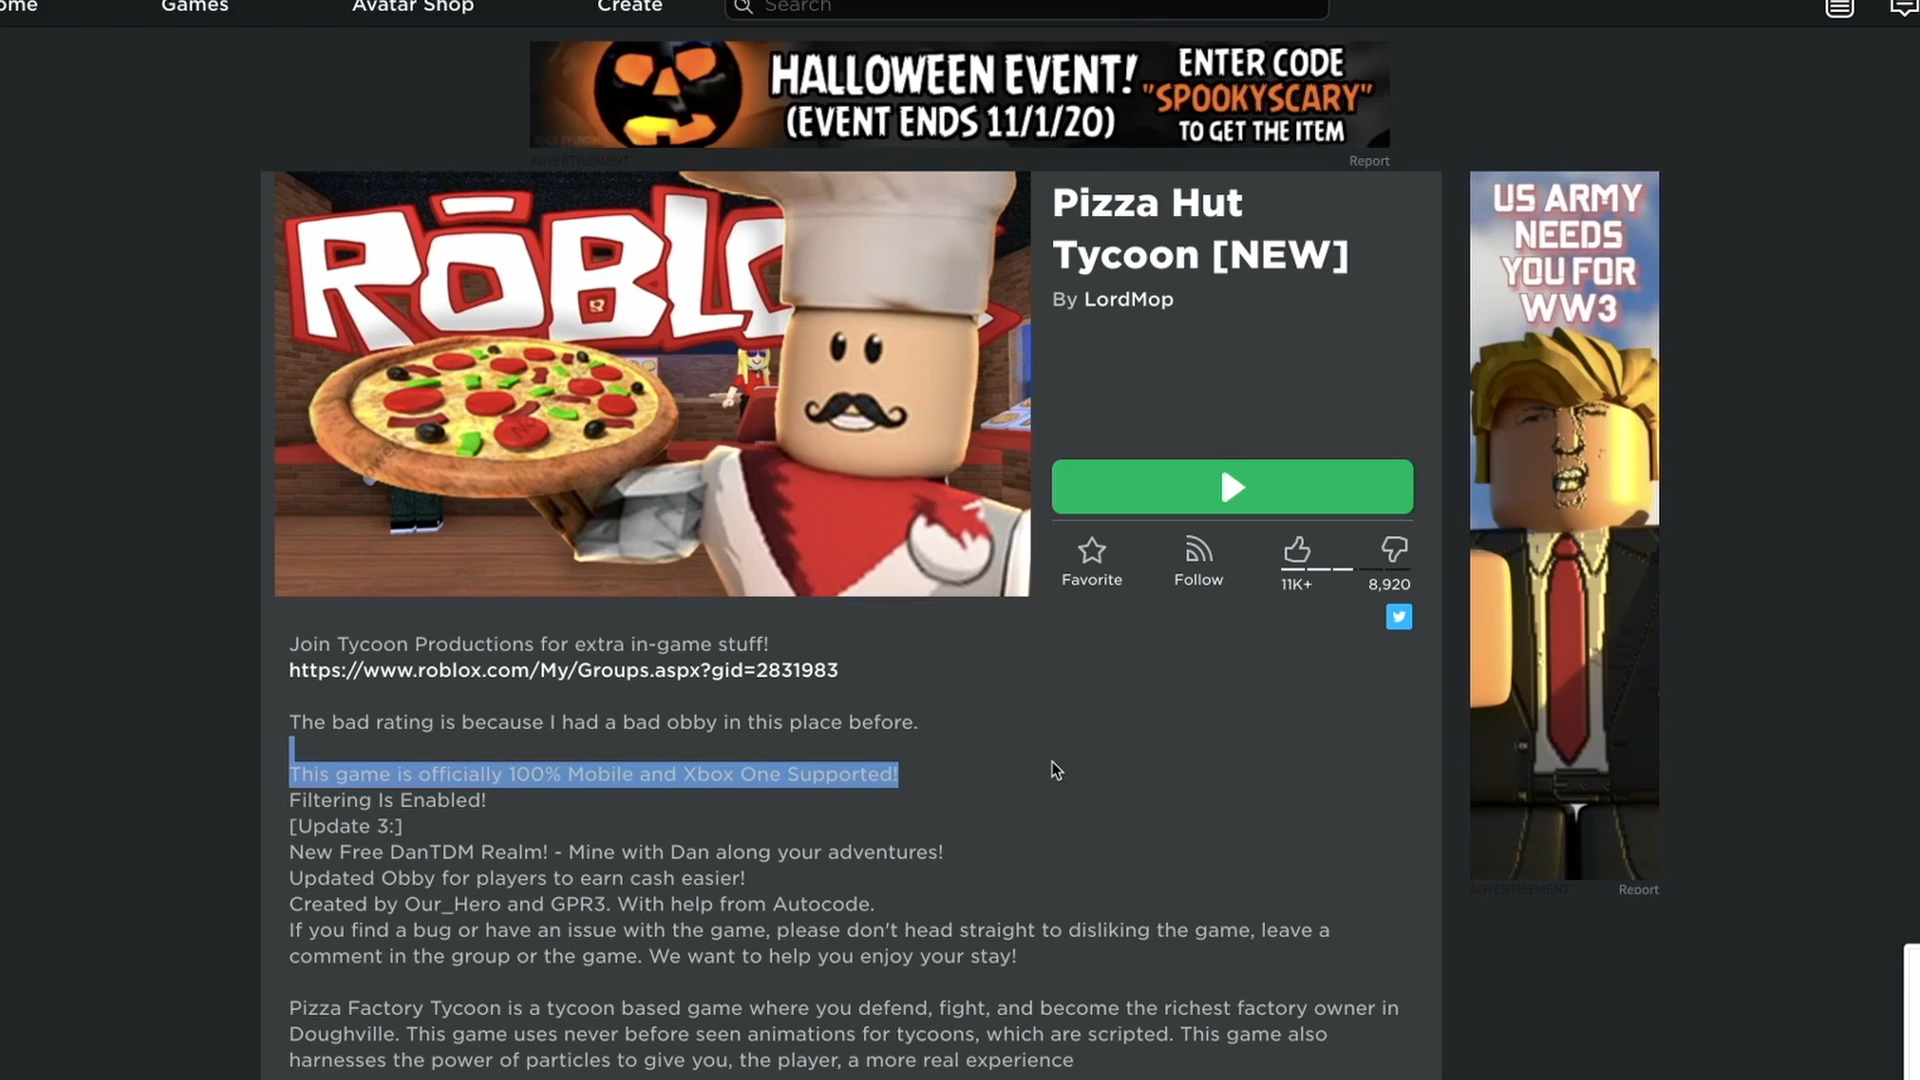 ome Games Avatar Shop Create Search
HALLOWEEN EVENT!
(EVENT ENDS 11/1/20)
ENTER CODE
"SPOOKYSCARY"
TO GET THE ITEM
ADVERTISEMENT
Report
ROBLO
Pizza Hut
Tycoon [NEW]
By LordMop
Favorite
Follow
11K+
8,920
US ARMY
NEEDS
YOU FOR
WW3
ADVERTISEMENT
Report
Join Tycoon Productions for extra in-game stuff!
https://www.roblox.com/My/Groups.aspx?gid=2831983
The bad rating is because I had a bad obby in this place before.
This game is officially 100% Mobile and Xbox One Supported!
Filtering Is Enabled!
[Update 3:]
New Free DanTDM Realm! - Mine with Dan along your adventures!
Updated Obby for players to earn cash easier!
Created by Our_Hero and GPR3. With help from Autocode.
If you find a bug or have an issue with the game, please don't head straight to disliking the game, leave a
comment in the group or the game. We want to help you enjoy your stay!
Pizza Factory Tycoon is a tycoon based game where you defend, fight, and become the richest factory owner in
Doughville. This game uses never before seen animations for tycoons, which are scripted. This game also
harnesses the power of particles to give you, the player, a more real experience